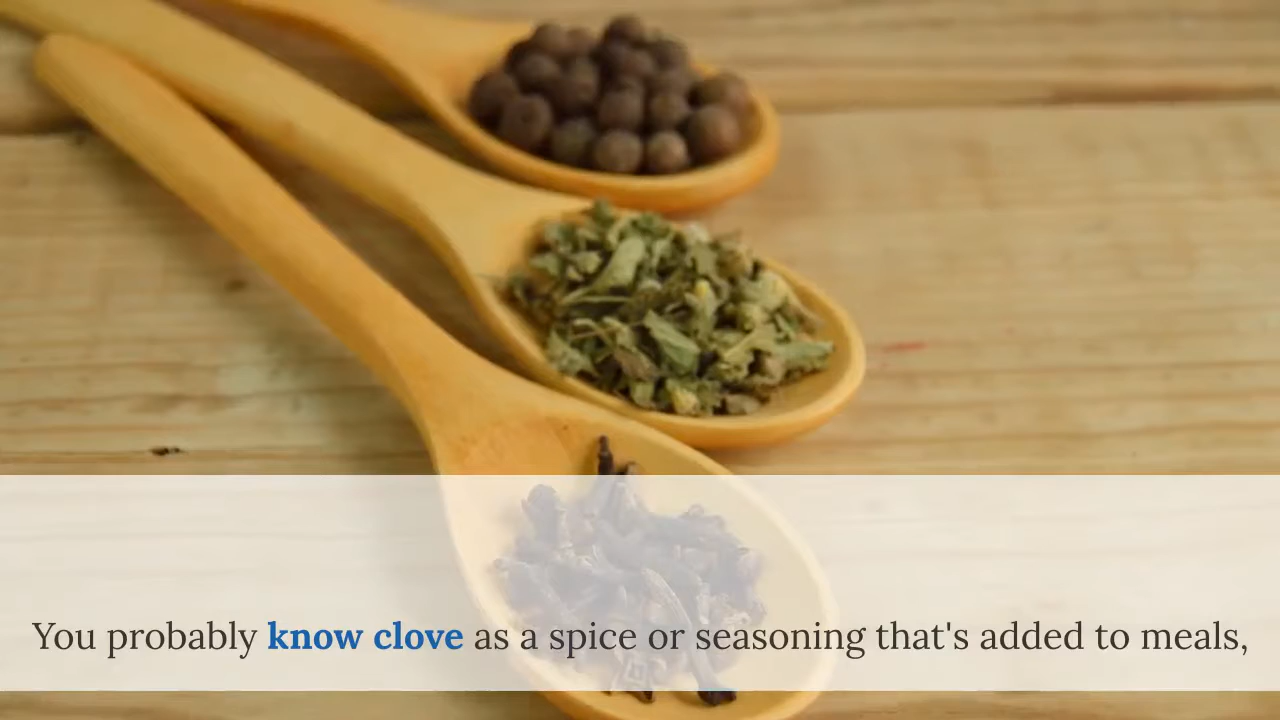 You probably know clove as a spice or seasoning that's added to meals,